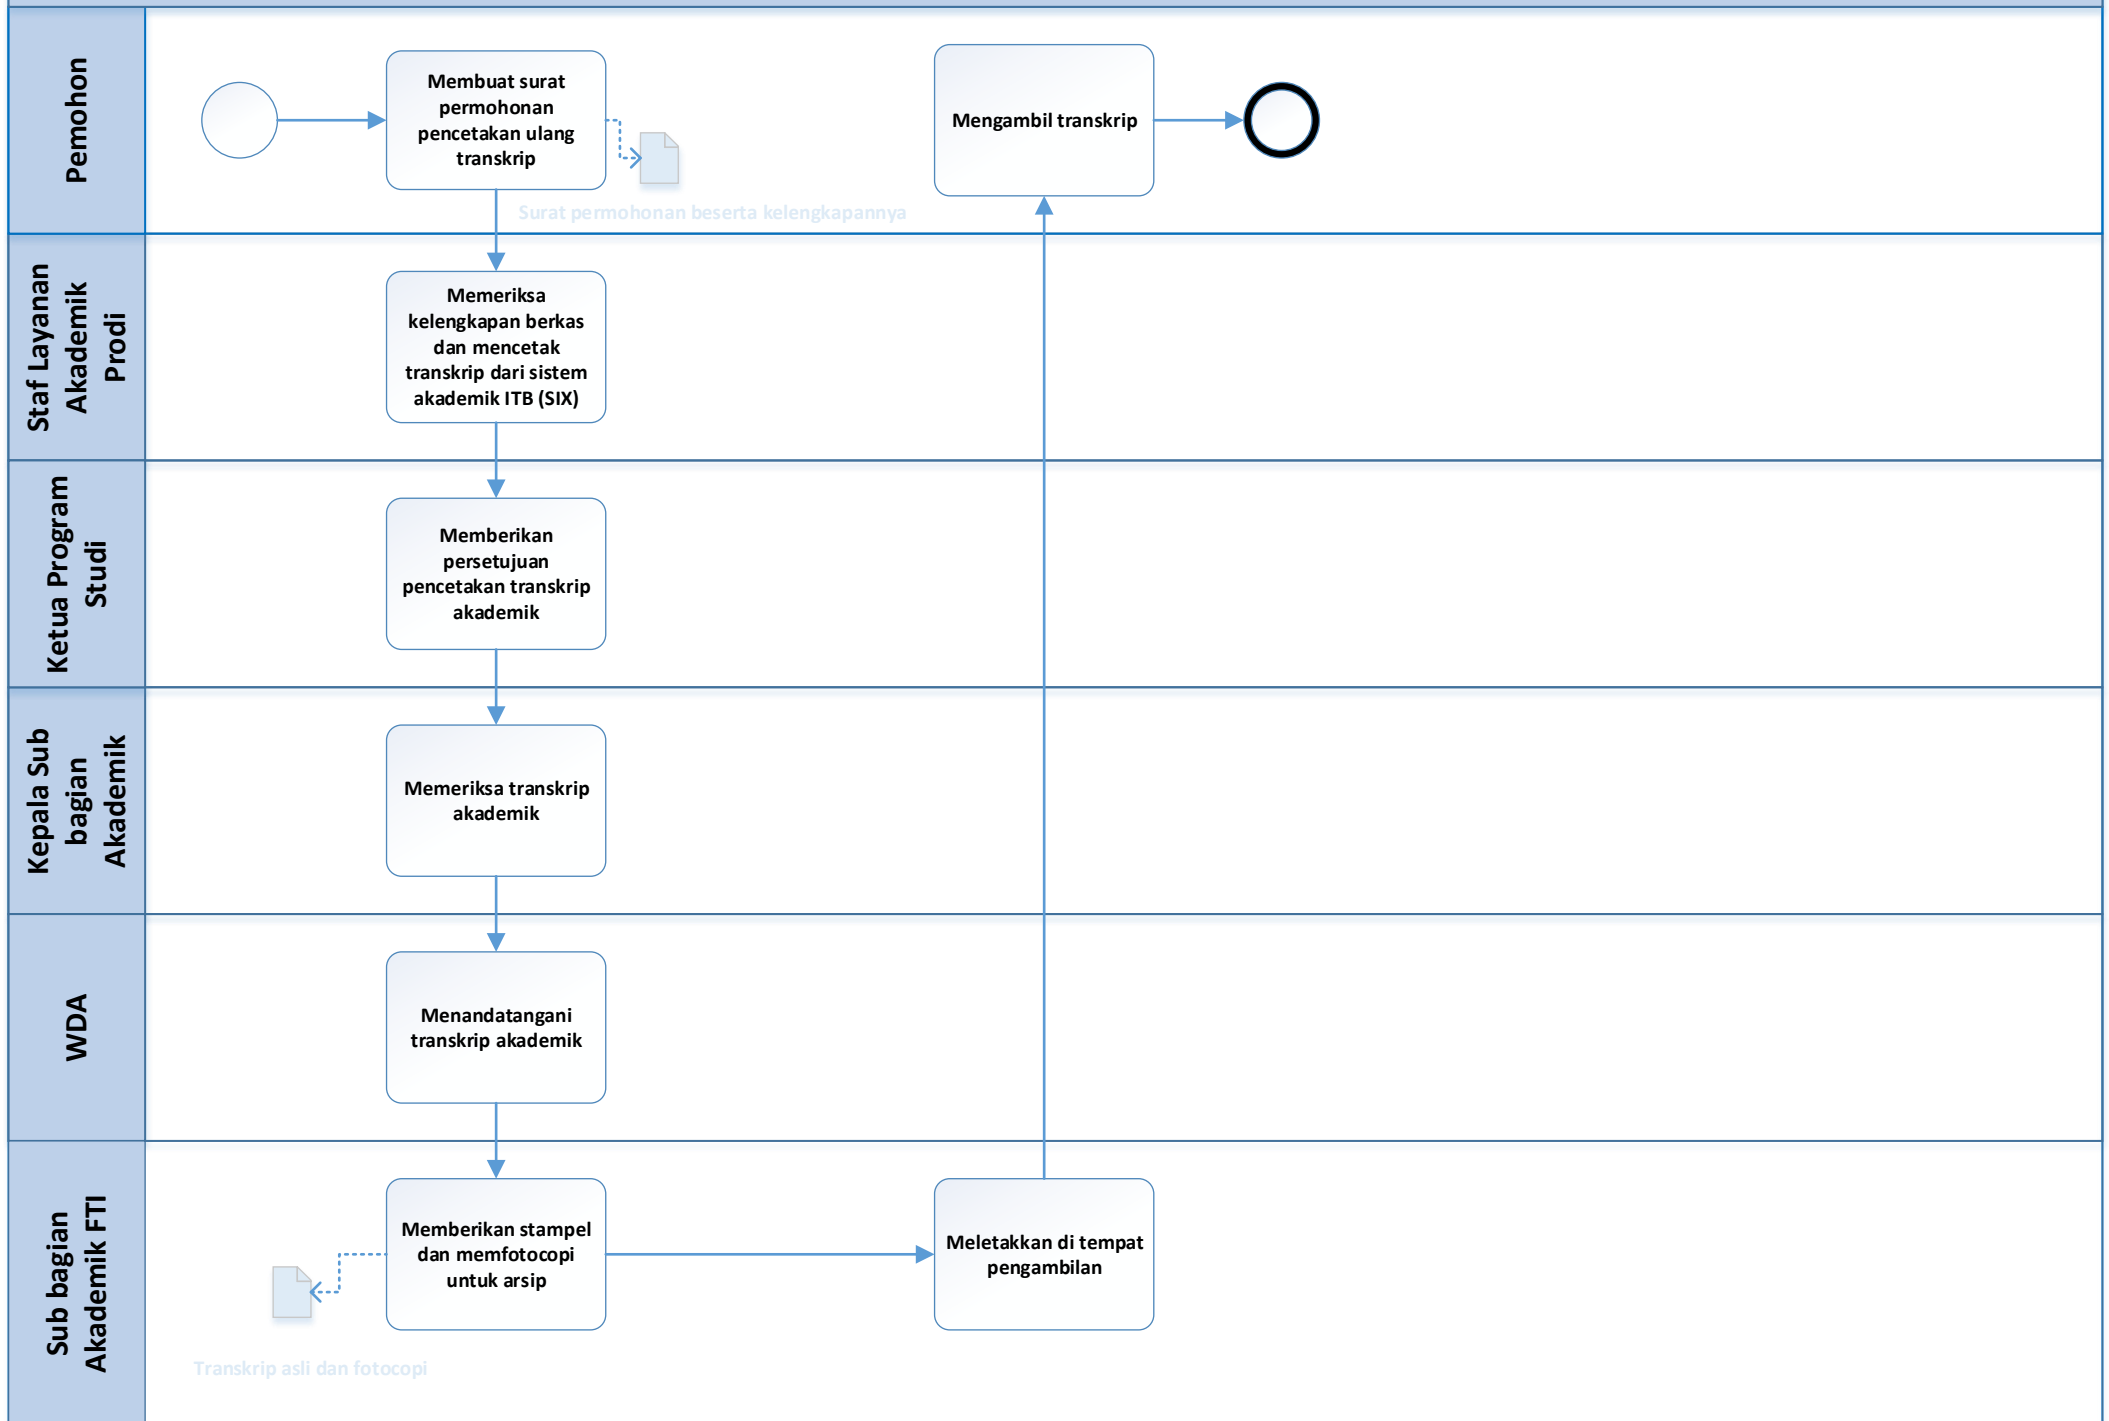 Pemohon
Membuat surat
permohonan
pencetakan ulang
transkrip
Surat permohonan beserta kelengkapannya
Mengambil transkrip
Staf Layanan
Akademik
Prodi
Memeriksa
kelengkapan berkas
dan mencetak
transkrip dari sistem
akademik ITB (SIX)
Ketua Program
Studi
Memberikan
persetujuan
pencetakan transkrip
akademik
Kepala Sub
bagian
Akademik
Memeriksa transkrip
akademik
WDA
Menandatangani
transkrip akademik
Sub bagian
Akademik FTI
Memberikan stampel
dan memfotocopi
untuk arsip
Transkrip asli dan fotocopi
Meletakkan di tempat
pengambilan